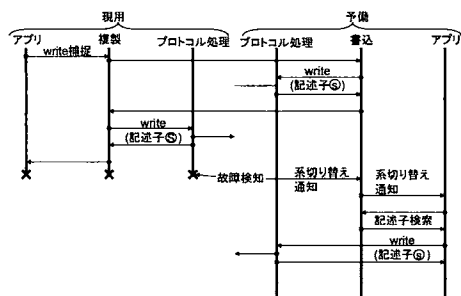 現用
予備
アプリ 複製 プロトコル処理 プロトコル処理 書込 アプリ
write捕捉
write
(記述子ⓢ)
write
(記述子Ⓢ)
故障検知
系切り替え
通知
系切り替え
通知
記述子検索
write
(記述子ⓢ)